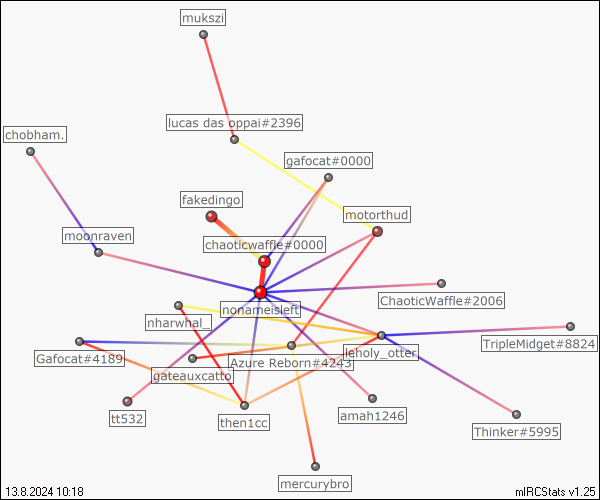 mukszi
lucas das oppai#2396
chobham.
gafocat#0000
fakedingo
motorthud
moonraven
chaoticwaffle#0000
ChaoticWaffle#2006
nonameisleft
nharwhal_
TripleMidget#8824
leholy_otter
Gafocat#4189
Azure Reborn#4243
gateauxcatto
tt532
then1cc
amah1246
Thinker#5995
mercurybro
13.8.2024 10:18
mIRCStats v1.25